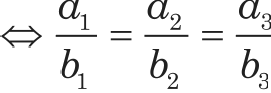 ⇔ a₁/b₁ = a₂/b₂ = a₃/b₃